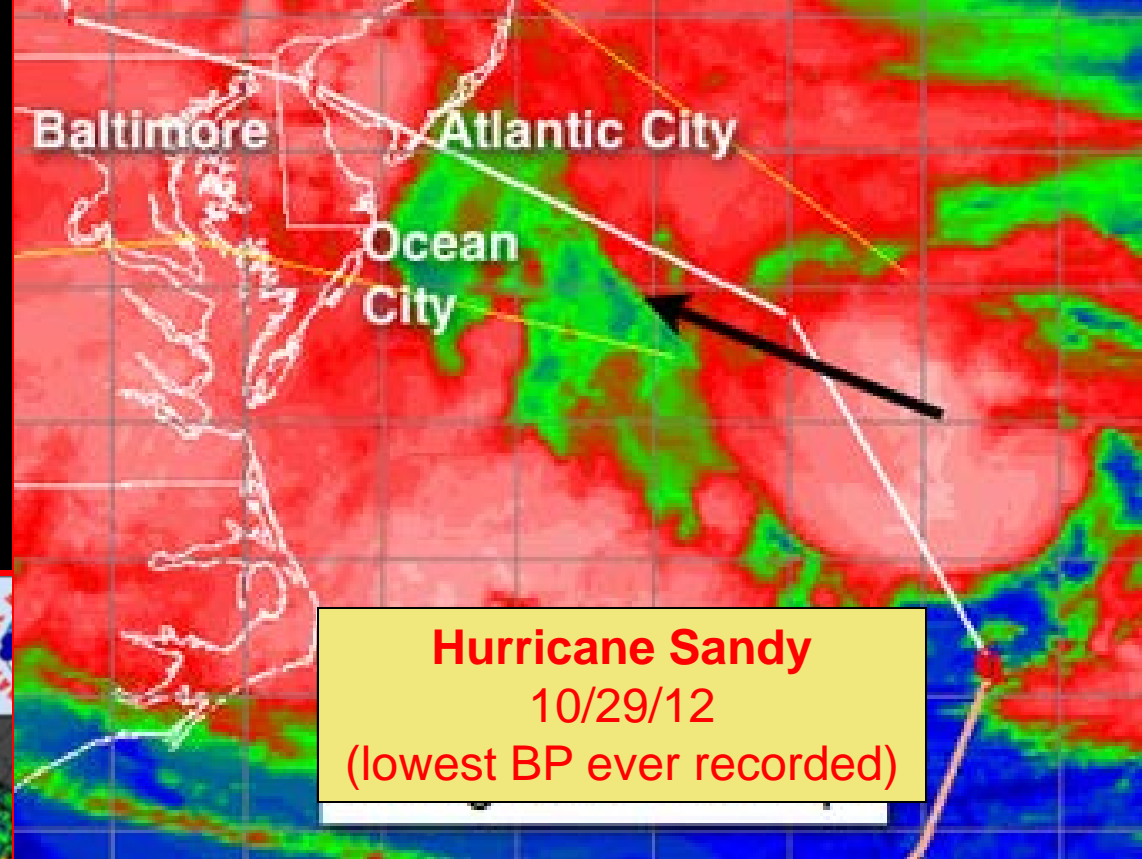 Baltimore
Atlantic City
Ocean
City
Hurricane Sandy
10/29/12
(lowest BP ever recorded)